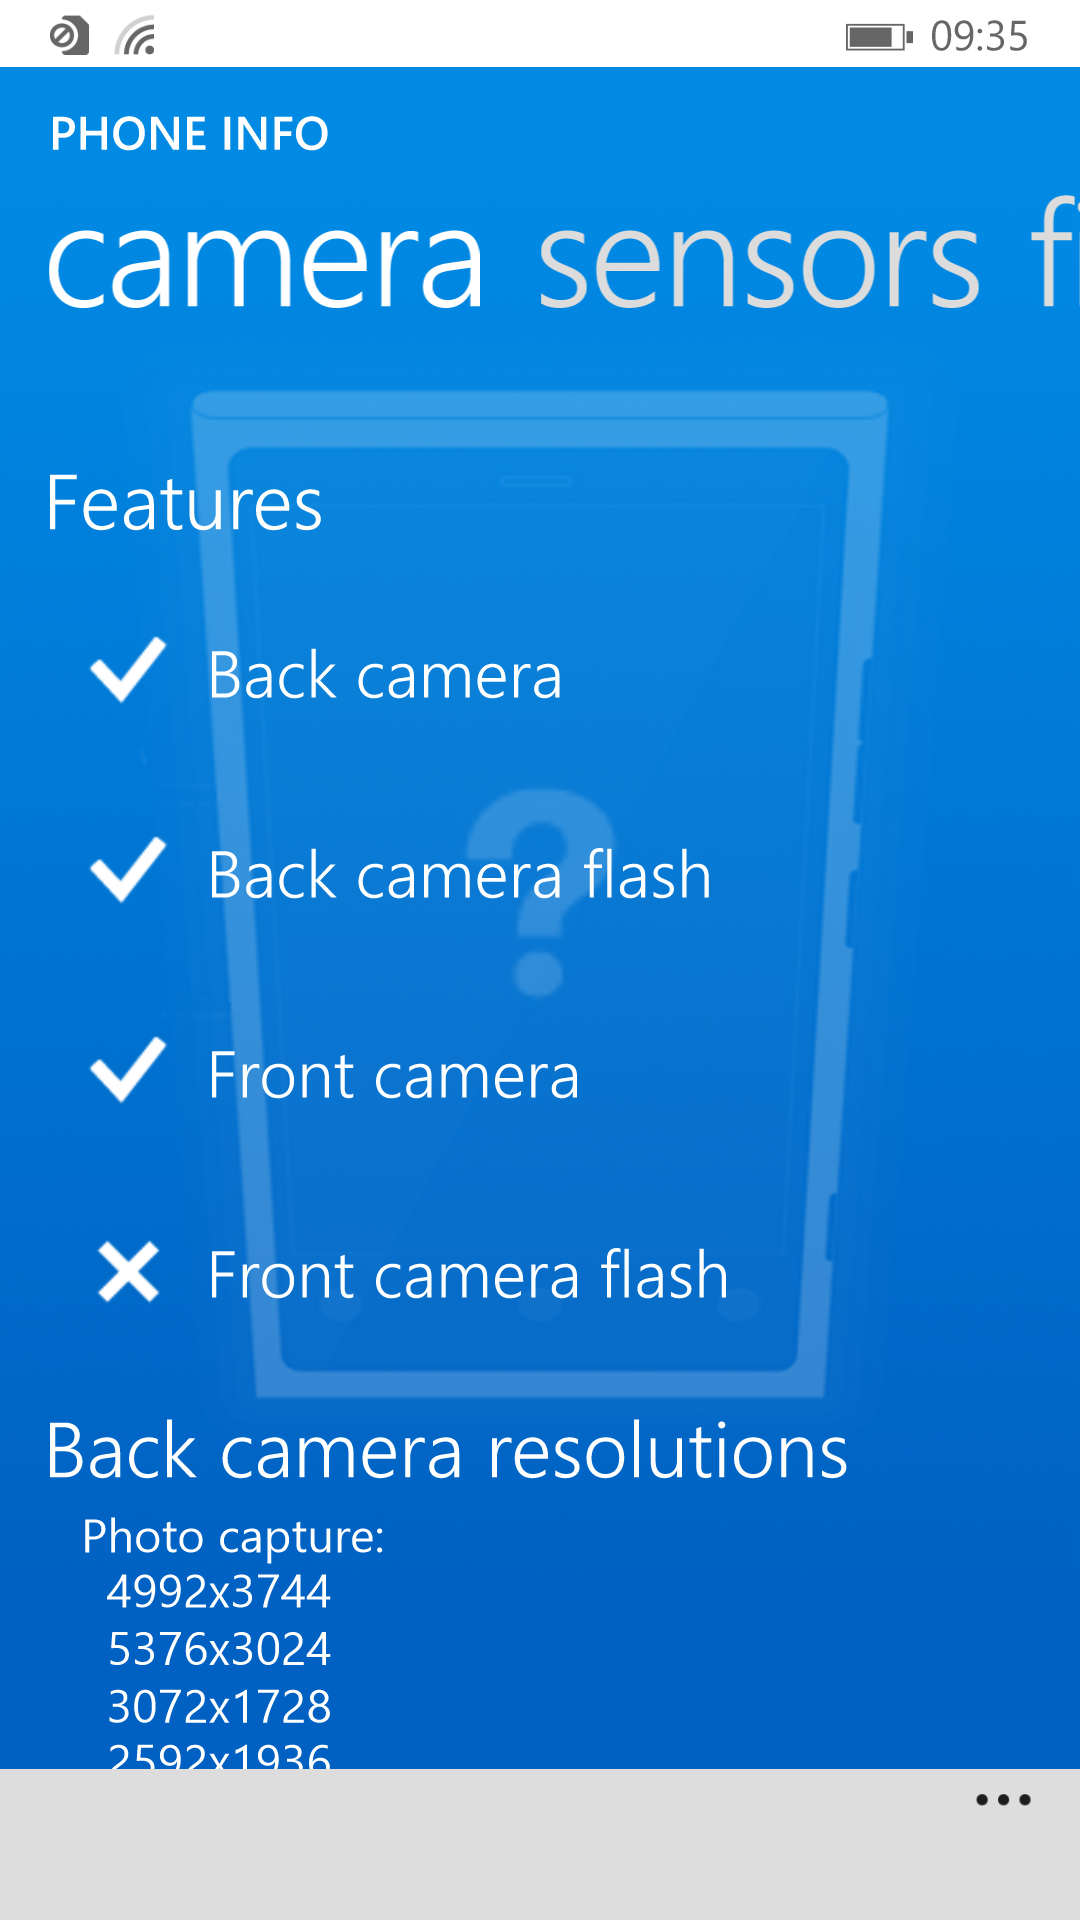 09:35
PHONE INFO
camera sensors
Features
Back camera
?
Back camera flash
Front camera
Front camera flash
Back camera resolutions
Photo capture:
4992x3744
5376x3024
3072x1728
2592x1936